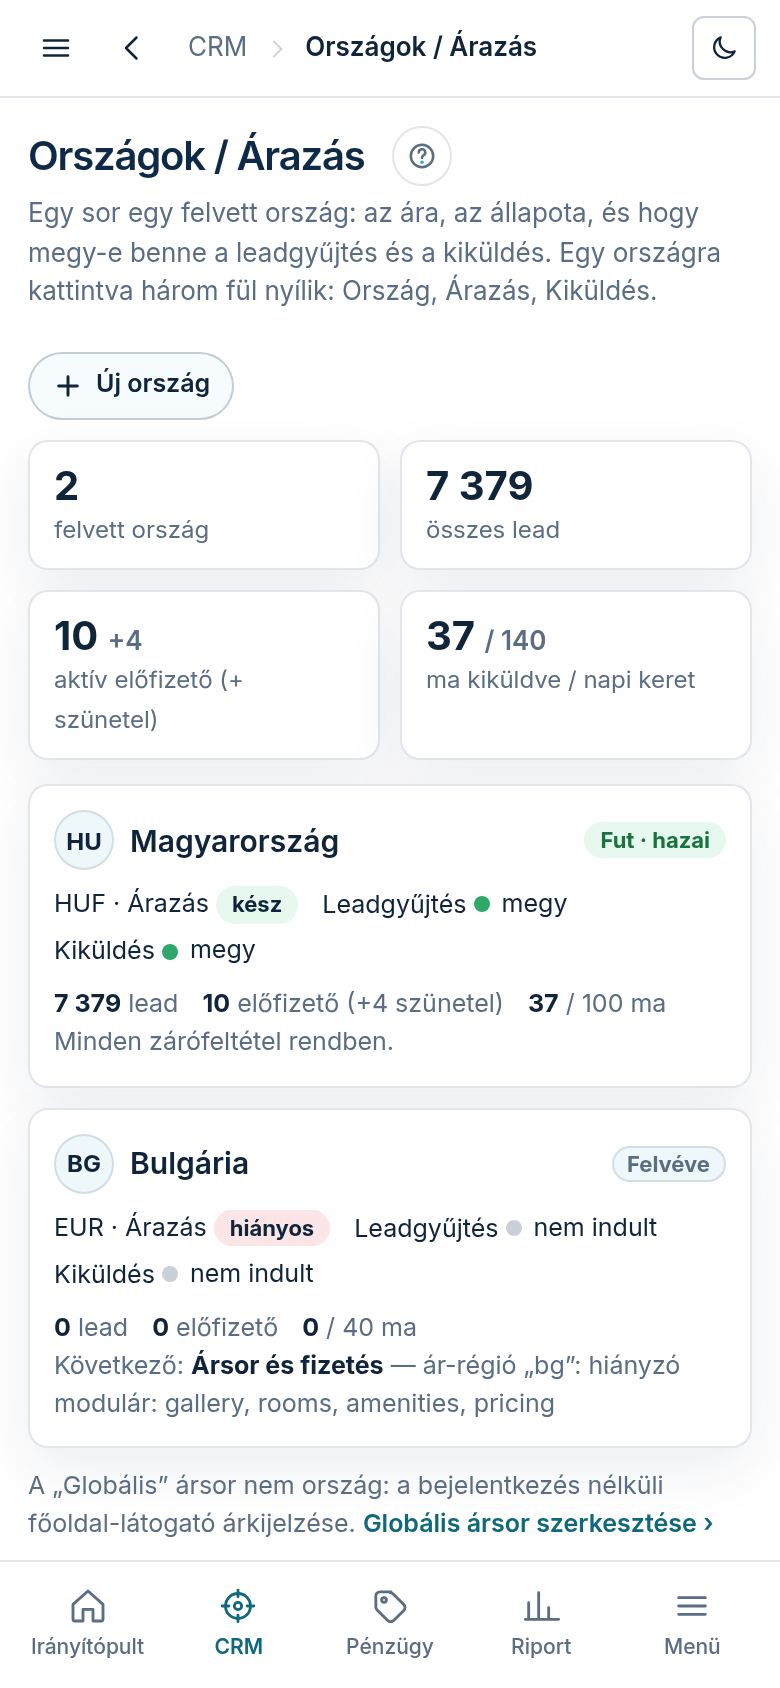 CRM > Országok / Árazás
Országok / Árazás
Egy sor egy felvett ország: az ára, az állapota, és hogy
megy-e benne a leadgyűjtés és a kiküldés. Egy országra
kattintva három fül nyílik: Ország, Árazás, Kiküldés.
+ Új ország
2
felvett ország
7 379
összes lead
10 +4
aktív előfizető (+
szünetel)
37 / 140
ma kiküldve / napi keret
HU Magyarország Fut · hazai
HUF · Árazás kész Leadgyűjtés megy
Kiküldés megy
7 379 lead 10 előfizető (+4 szünetel) 37 / 100 ma
Minden zárófeltétel rendben.
BG Bulgária Felvéve
EUR · Árazás hiányos Leadgyűjtés nem indult
Kiküldés nem indult
0 lead 0 előfizető 0 / 40 ma
Következő: Ársor és fizetés — ár-régió „bg”: hiányzó
modulár: gallery, rooms, amenities, pricing
A „Globális” ársor nem ország: a bejelentkezés nélküli
főoldal-látogató árkijelzése. Globális ársor szerkesztése ›
Irányítópult CRM Pénzügy Riport Menü